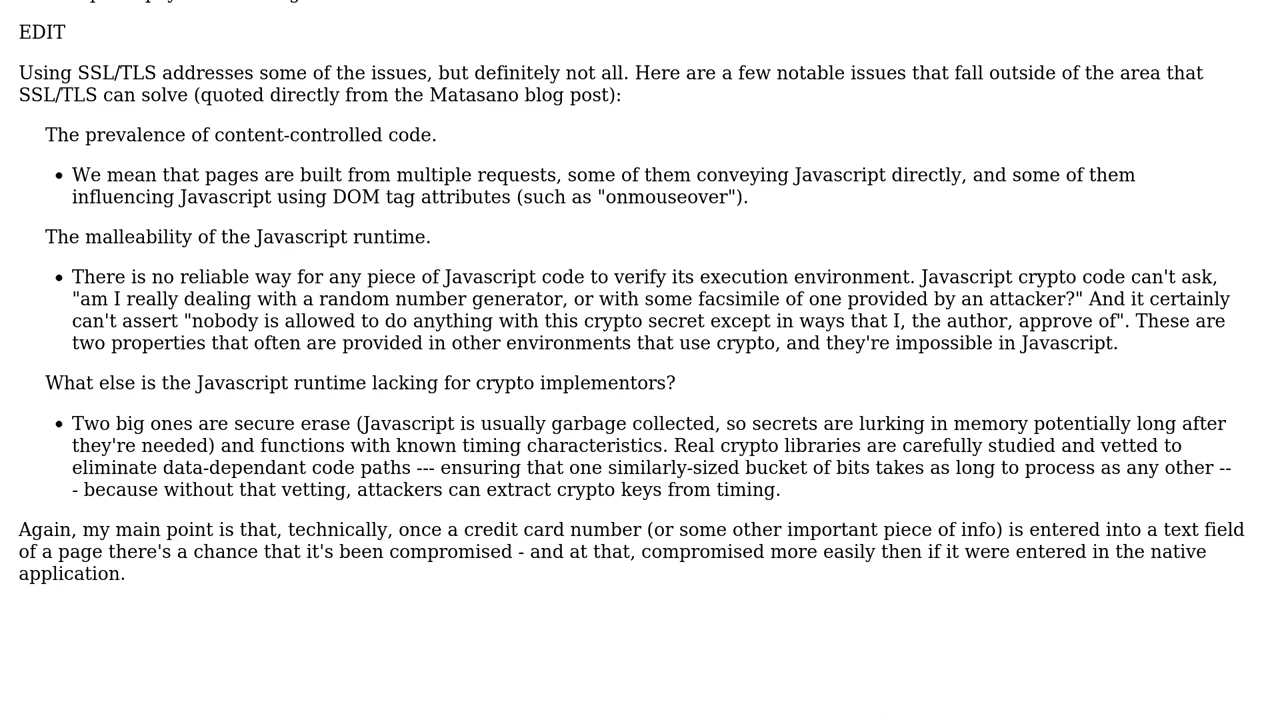 EDIT
Using SSL/TLS addresses some of the issues, but definitely not all. Here are a few notable issues that fall outside of the area that
SSL/TLS can solve (quoted directly from the Matasano blog post):
The prevalence of content-controlled code.
• We mean that pages are built from multiple requests, some of them conveying Javascript directly, and some of them
influencing Javascript using DOM tag attributes (such as "onmouseover").
The malleability of the Javascript runtime.
• There is no reliable way for any piece of Javascript code to verify its execution environment. Javascript crypto code can't ask,
"am I really dealing with a random number generator, or with some facsimile of one provided by an attacker?" And it certainly
can't assert "nobody is allowed to do anything with this crypto secret except in ways that I, the author, approve of". These are
two properties that often are provided in other environments that use crypto, and they're impossible in Javascript.
What else is the Javascript runtime lacking for crypto implementors?
• Two big ones are secure erase (Javascript is usually garbage collected, so secrets are lurking in memory potentially long after
they're needed) and functions with known timing characteristics. Real crypto libraries are carefully studied and vetted to
eliminate data-dependant code paths --- ensuring that one similarly-sized bucket of bits takes as long to process as any other --
- because without that vetting, attackers can extract crypto keys from timing.
Again, my main point is that, technically, once a credit card number (or some other important piece of info) is entered into a text field
of a page there's a chance that it's been compromised - and at that, compromised more easily then if it were entered in the native
application.